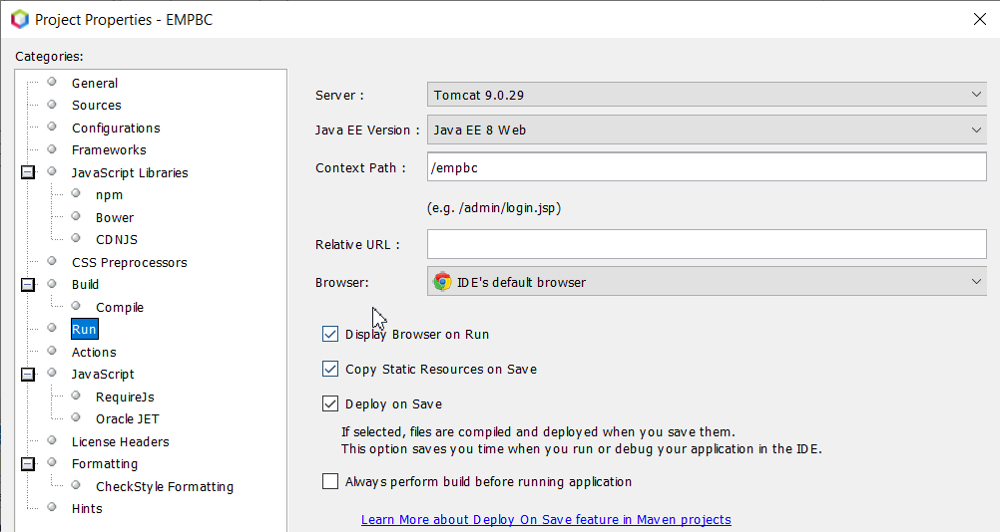 Project Properties - EMPBC
Categories:
General
Sources
Configurations
Frameworks
JavaScript Libraries
npm
Bower
CDNJS
CSS Preprocessors
Build
Compile
Run
Actions
JavaScript
RequireJs
Oracle JET
License Headers
Formatting
CheckStyle Formatting
Hints
Server : Tomcat 9.0.29
Java EE Version : Java EE 8 Web
Context Path : /empbc
(e.g. /admin/login.jsp)
Relative URL :
Browser: IDE's default browser
Display Browser on Run
Copy Static Resources on Save
Deploy on Save
If selected, files are compiled and deployed when you save them.
This option saves you time when you run or debug your application in the IDE.
Always perform build before running application
Learn More about Deploy On Save feature in Maven projects